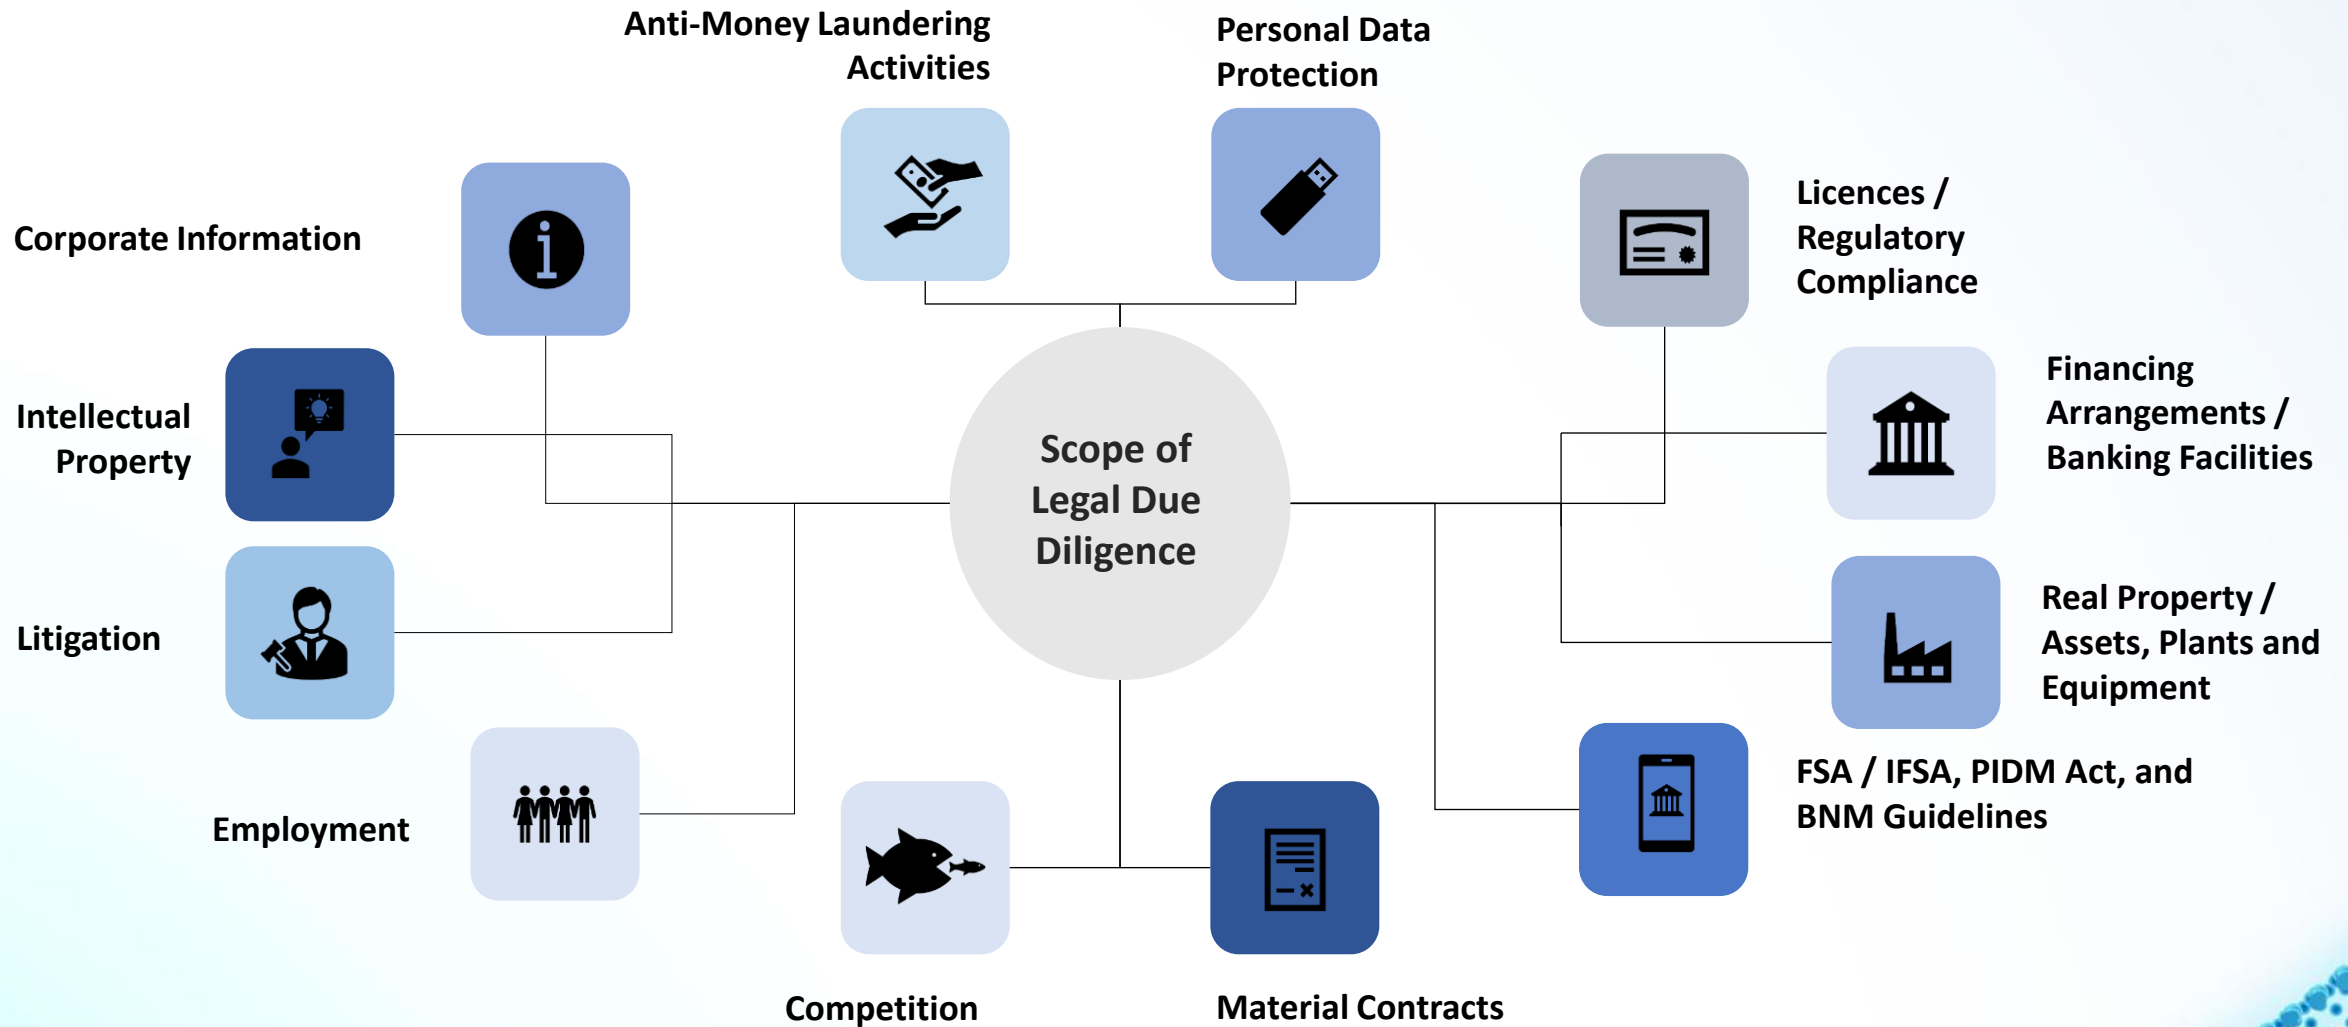 Anti-Money Laundering
Activities
Personal Data
Protection
Corporate Information
Licences /
Regulatory
Compliance
Intellectual
Property
Financing
Arrangements /
Banking Facilities
Scope of
Legal Due
Diligence
Litigation
Real Property /
Assets, Plants and
Equipment
Employment
FSA / IFSA, PIDM Act, and
BNM Guidelines
Competition
Material Contracts